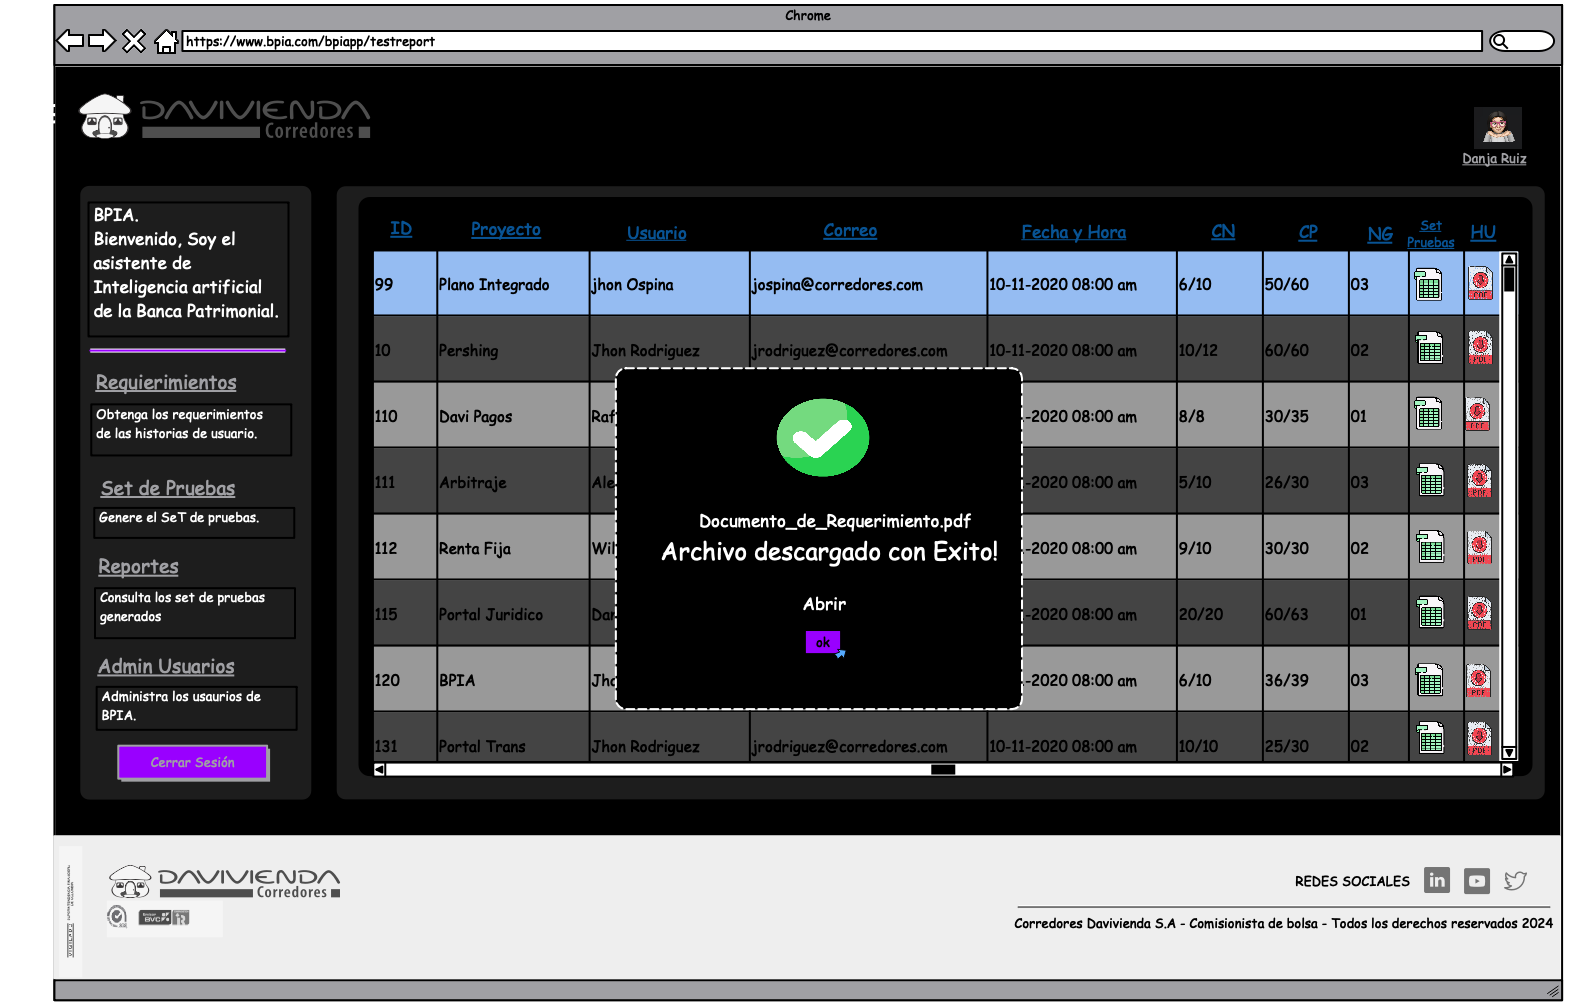 Chrome
https://www.bpia.com/bpiapp/testreport
DAVIVIENDA
Corredores
Danja Ruiz
BPIA.
Bienvenido, Soy el
asistente de
Inteligencia artificial
de la Banca Patrimonial.
Requierimientos
Obtenga los requerimientos
de las historias de usuario.
Set de Pruebas
Genere el SeT de pruebas.
Reportes
Consulta los set de pruebas
generados
Admin Usuarios
Administra los usaurios de
BPIA.
Cerrar Sesión
ID Proyecto Usuario Correo Fecha y Hora CN CP NG Set Pruebas HU
99 Plano Integrado jhon Ospina jospina@corredores.com 10-11-2020 08:00 am 6/10 50/60 03
10 Pershing Jhon Rodriguez jrodriguez@corredores.com 10-11-2020 08:00 am 10/12 60/60 02
110 Davi Pagos Raf -2020 08:00 am 8/8 30/35 01
111 Arbitraje Ale -2020 08:00 am 5/10 26/30 03
112 Renta Fija Wil -2020 08:00 am 9/10 30/30 02
115 Portal Juridico Dan -2020 08:00 am 20/20 60/63 01
120 BPIA Jho -2020 08:00 am 6/10 36/39 03
131 Portal Trans Jhon Rodriguez jrodriguez@corredores.com 10-11-2020 08:00 am 10/10 25/30 02
Documento_de_Requerimiento.pdf
Archivo descargado con Exito!
Abrir
ok
DAVIVIENDA
Corredores
BVC
REDES SOCIALES
in
Corredores Davivienda S.A - Comisionista de bolsa - Todos los derechos reservados 2024
VIGILADO